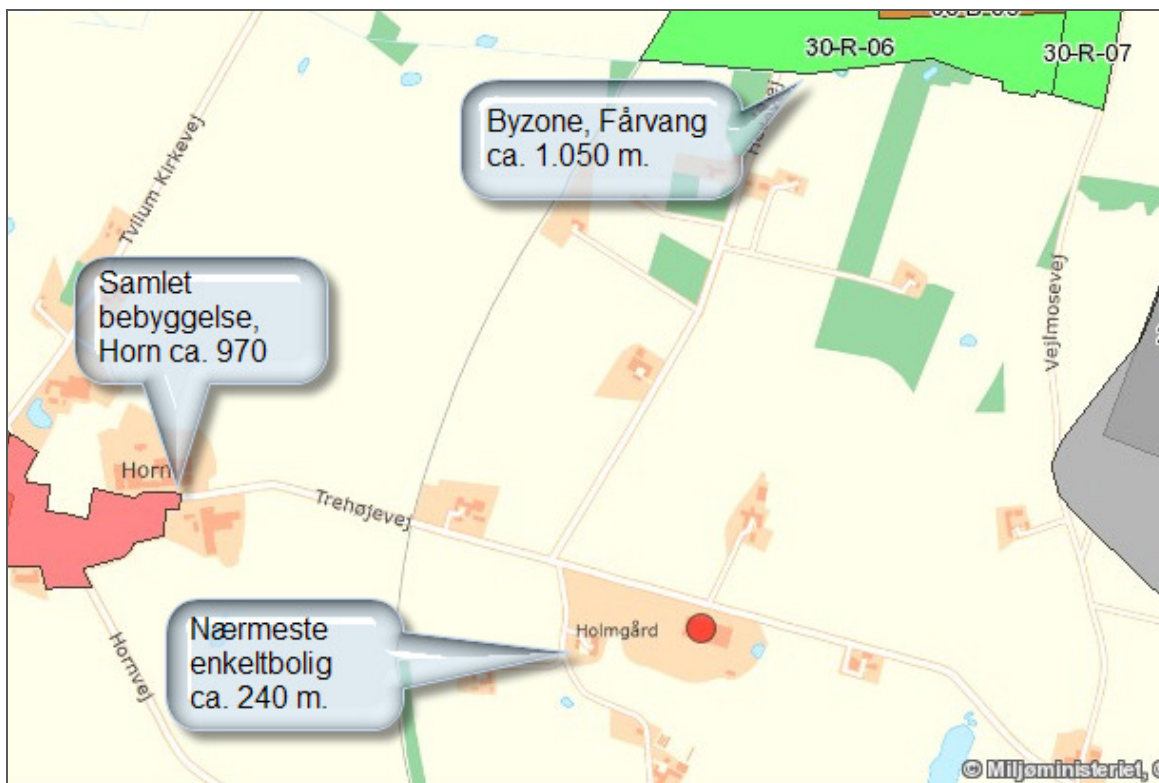 30-R-06
30-R-07
Byzone, Fårvang
ca. 1.050 m.
Tvilum Kirkevej
Samlet
bebyggelse,
Horn ca. 970
Vejlmosevej
Horn
Trehøjevej
Nærmeste
enkeltbolig
ca. 240 m.
Holmgård
Hornvej
© Miljøministeriet,